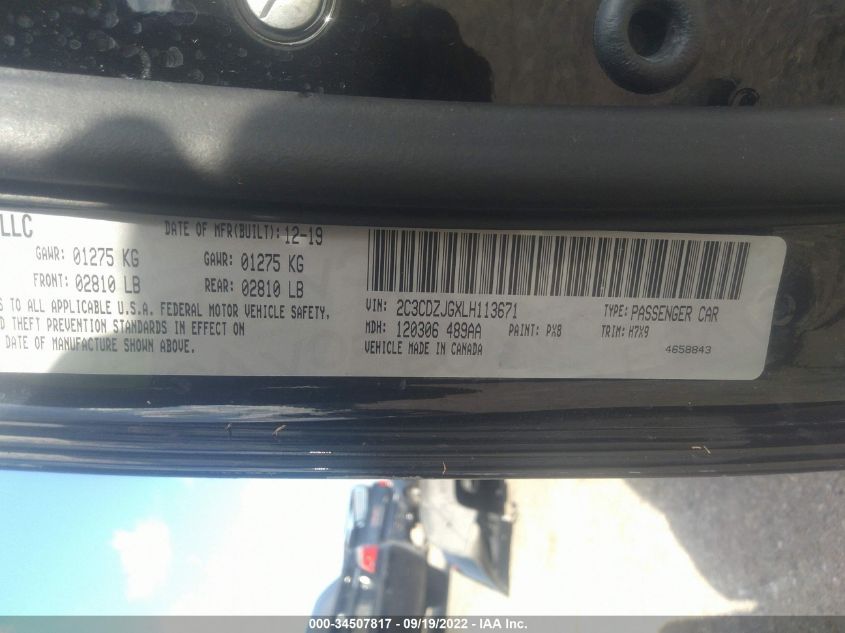 LLC
DATE OF MFR(BUILT): 12-19
GAWR: 01275 KG GAWR: 01275 KG
FRONT: 02810 LB REAR: 02810 LB
TO ALL APPLICABLE U.S.A. FEDERAL MOTOR VEHICLE SAFETY,
THEFT PREVENTION STANDARDS IN EFFECT ON
DATE OF MANUFACTURE SHOWN ABOVE.
VIN: 2C3CDZJGXLH113671 TYPE: PASSENGER CAR
MDH: 120306 489AA PAINT: PX8 TRIM: H7X9
VEHICLE MADE IN CANADA 4658843
000-34507817 - 09/19/2022 - IAA Inc.